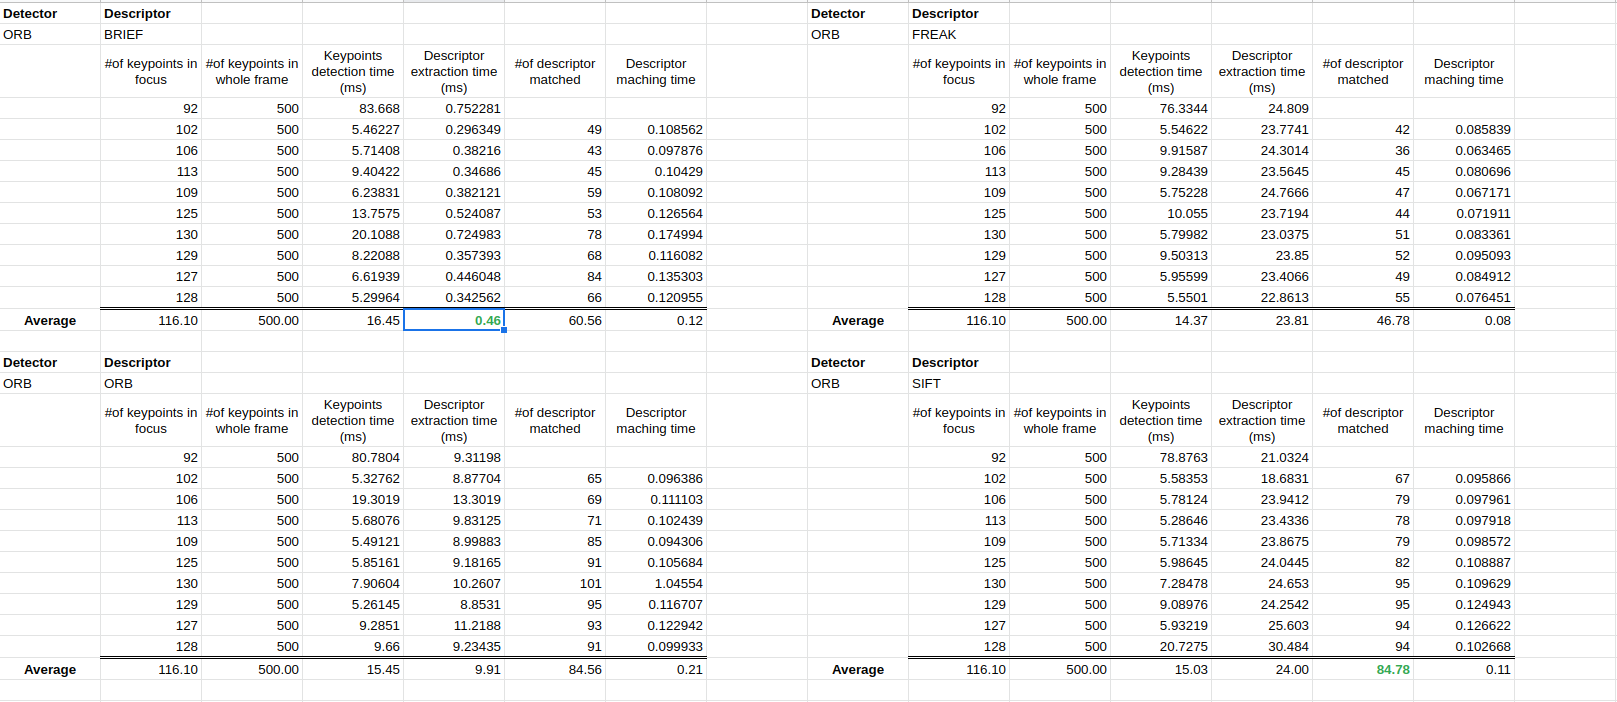 Detector Descriptor Detector Descriptor
ORB BRIEF ORB FREAK
#of keypoints in focus #of keypoints in whole frame Keypoints detection time (ms) Descriptor extraction time (ms) #of descriptor matched Descriptor maching time #of keypoints in focus #of keypoints in whole frame Keypoints detection time (ms) Descriptor extraction time (ms) #of descriptor matched Descriptor maching time
92 500 83.668 0.752281 92 500 76.3344 24.809
102 500 5.46227 0.296349 49 0.108562 102 500 5.54622 23.7741 42 0.085839
106 500 5.71408 0.38216 43 0.097876 106 500 9.91587 24.3014 36 0.063465
113 500 9.40422 0.34686 45 0.10429 113 500 9.28439 23.5645 45 0.080696
109 500 6.23831 0.382121 59 0.108092 109 500 5.75228 24.7666 47 0.067171
125 500 13.7575 0.524087 53 0.126564 125 500 10.055 23.7194 44 0.071911
130 500 20.1088 0.724983 78 0.174994 130 500 5.79982 23.0375 51 0.083361
129 500 8.22088 0.357393 68 0.116082 129 500 9.50313 23.85 52 0.095093
127 500 6.61939 0.446048 84 0.135303 127 500 5.95599 23.4066 49 0.084912
128 500 5.29964 0.342562 66 0.120955 128 500 5.5501 22.8613 55 0.076451
Average 116.10 500.00 16.45 0.46 60.56 0.12 Average 116.10 500.00 14.37 23.81 46.78 0.08
Detector Descriptor Detector Descriptor
ORB ORB ORB SIFT
#of keypoints in focus #of keypoints in whole frame Keypoints detection time (ms) Descriptor extraction time (ms) #of descriptor matched Descriptor maching time #of keypoints in focus #of keypoints in whole frame Keypoints detection time (ms) Descriptor extraction time (ms) #of descriptor matched Descriptor maching time
92 500 80.7804 9.31198 92 500 78.8763 21.0324
102 500 5.32762 8.87704 65 0.096386 102 500 5.58353 18.6831 67 0.095866
106 500 19.3019 13.3019 69 0.111103 106 500 5.78124 23.9412 79 0.097961
113 500 5.68076 9.83125 71 0.102439 113 500 5.28646 23.4336 78 0.097918
109 500 5.49121 8.99883 85 0.094306 109 500 5.71334 23.8675 79 0.098572
125 500 5.85161 9.18165 91 0.105684 125 500 5.98645 24.0445 82 0.108887
130 500 7.90604 10.2607 101 1.04554 130 500 7.28478 24.653 95 0.109629
129 500 5.26145 8.8531 95 0.116707 129 500 9.08976 24.2542 95 0.124943
127 500 9.2851 11.2188 93 0.122942 127 500 5.93219 25.603 94 0.126622
128 500 9.66 9.23435 91 0.099933 128 500 20.7275 30.484 94 0.102668
Average 116.10 500.00 15.45 9.91 84.56 0.21 Average 116.10 500.00 15.03 24.00 84.78 0.11